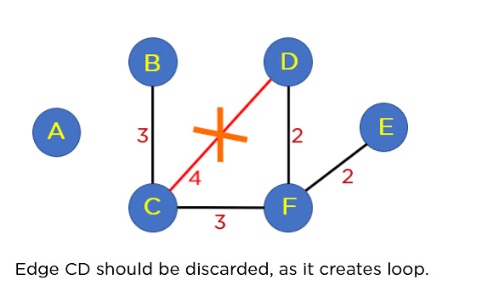 B
D
A
E
3
2
4
2
C
F
3
Edge CD should be discarded, as it creates loop.